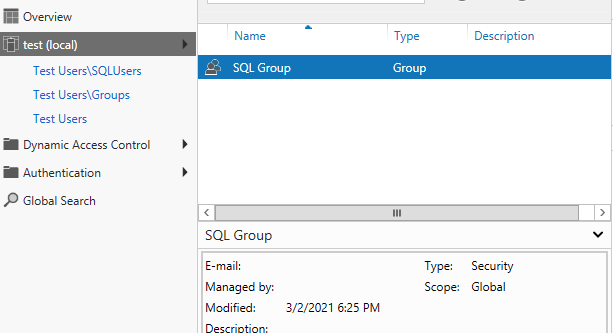 Overview
test (local)
Test Users\SQLUsers
Test Users\Groups
Test Users
Dynamic Access Control
Authentication
Global Search
Name Type Description
SQL Group Group
SQL Group
E-mail: Type: Security
Managed by: Scope: Global
Modified: 3/2/2021 6:25 PM
Description: